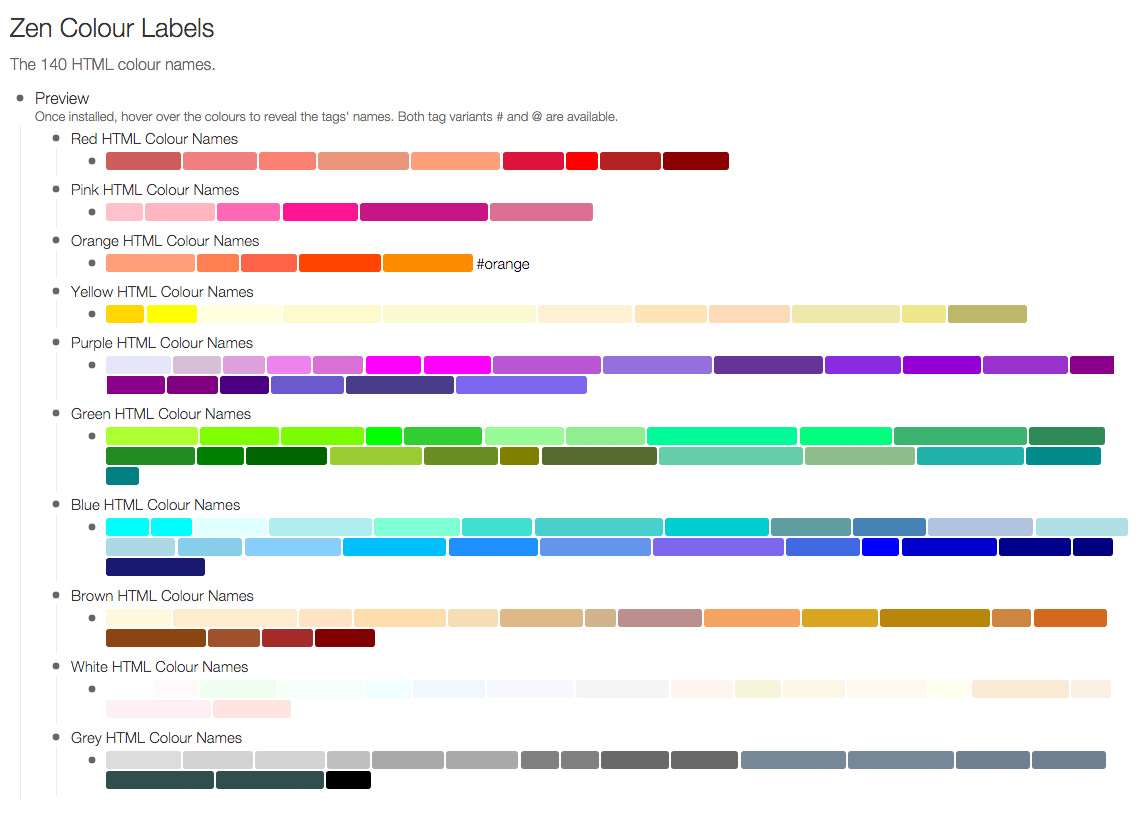 Zen Colour Labels
The 140 HTML colour names.
Preview
Once installed, hover over the colours to reveal the tags' names. Both tag variants # and @ are available.
Red HTML Colour Names
Pink HTML Colour Names
Orange HTML Colour Names
#orange
Yellow HTML Colour Names
Purple HTML Colour Names
Green HTML Colour Names
Blue HTML Colour Names
Brown HTML Colour Names
White HTML Colour Names
Grey HTML Colour Names